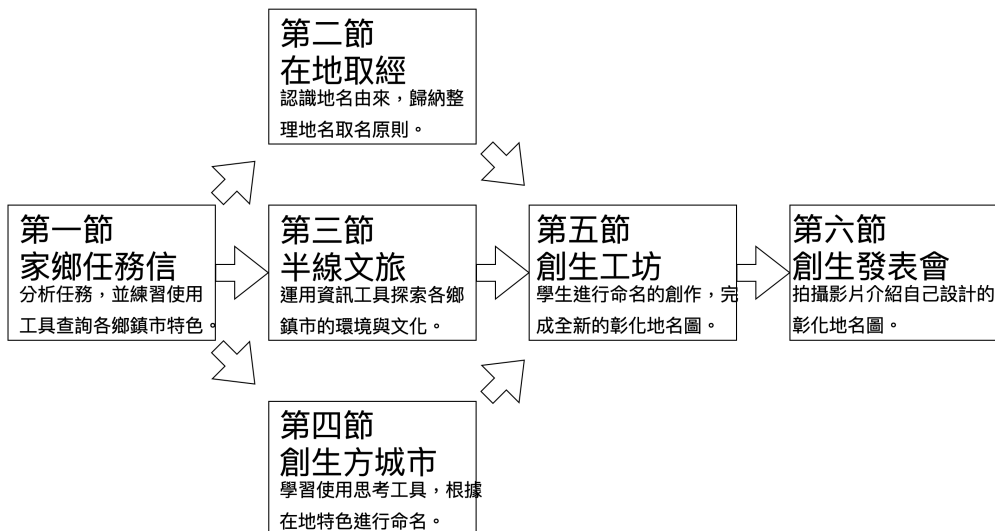 第一節
家鄉任務信
分析任務，並練習使用
工具查詢各鄉鎮市特色。
第二節
在地取經
認識地名由來，歸納整
理地名取名原則。
第三節
半線文旅
運用資訊工具探索各鄉
鎮市的環境與文化。
第四節
創生方城市
學習使用思考工具，根據
在地特色進行命名。
第五節
創生工坊
學生進行命名的創作，完
成全新的彰化地名圖。
第六節
創生發表會
拍攝影片介紹自己設計的
彰化地名圖。